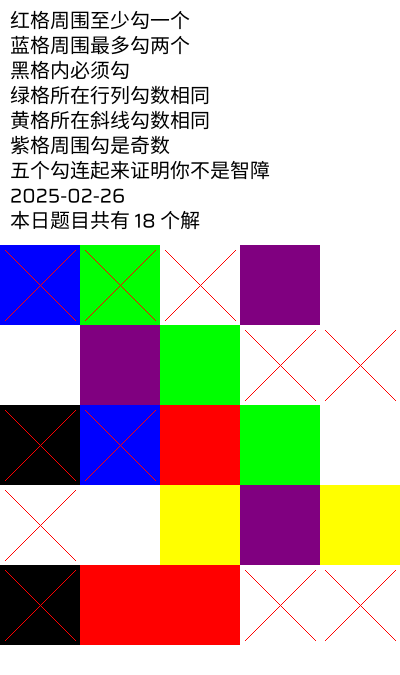 红格周围至少勾一个
蓝格周围最多勾两个
黑格内必须勾
绿格所在行列勾数相同
黄格所在斜线勾数相同
紫格周围勾是奇数
五个勾连起来证明你不是智障
2025-02-26
本日题目共有 18 个解